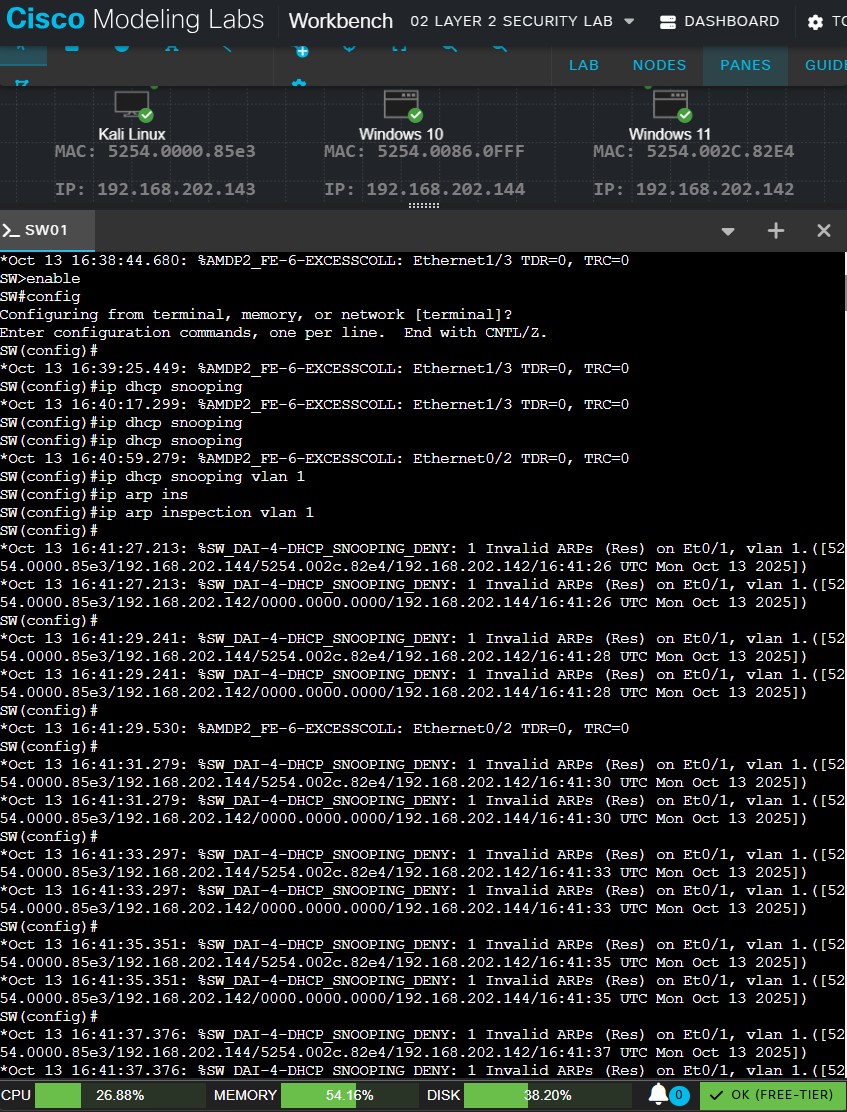 Cisco Modeling Labs Workbench 02 LAYER 2 SECURITY LAB DASHBOARD
LAB NODES PANES
Kali Linux Windows 10 Windows 11
MAC: 5254.0000.85e3 MAC: 5254.0086.0FFF MAC: 5254.002C.82E4
IP: 192.168.202.143 IP: 192.168.202.144 IP: 192.168.202.142
SW01
*Oct 13 16:38:44.680: %AMDP2_FE-6-EXCESSCOLL: Ethernet1/3 TDR=0, TRC=0
SW>enable
SW#config
Configuring from terminal, memory, or network [terminal]?
Enter configuration commands, one per line.  End with CNTL/Z.
SW(config)#
*Oct 13 16:39:25.449: %AMDP2_FE-6-EXCESSCOLL: Ethernet1/3 TDR=0, TRC=0
SW(config)#ip dhcp snooping
*Oct 13 16:40:17.299: %AMDP2_FE-6-EXCESSCOLL: Ethernet1/3 TDR=0, TRC=0
SW(config)#ip dhcp snooping
SW(config)#ip dhcp snooping
*Oct 13 16:40:59.279: %AMDP2_FE-6-EXCESSCOLL: Ethernet0/2 TDR=0, TRC=0
SW(config)#ip dhcp snooping vlan 1
SW(config)#ip arp ins
SW(config)#ip arp inspection vlan 1
SW(config)#
*Oct 13 16:41:27.213: %SW_DAI-4-DHCP_SNOOPING_DENY: 1 Invalid ARPs (Res) on Et0/1, vlan 1.([52
54.0000.85e3/192.168.202.144/5254.002c.82e4/192.168.202.142/16:41:26 UTC Mon Oct 13 2025])
*Oct 13 16:41:27.213: %SW_DAI-4-DHCP_SNOOPING_DENY: 1 Invalid ARPs (Res) on Et0/1, vlan 1.([52
54.0000.85e3/192.168.202.142/0000.0000.0000/192.168.202.144/16:41:26 UTC Mon Oct 13 2025])
SW(config)#
*Oct 13 16:41:29.241: %SW_DAI-4-DHCP_SNOOPING_DENY: 1 Invalid ARPs (Res) on Et0/1, vlan 1.([52
54.0000.85e3/192.168.202.144/5254.002c.82e4/192.168.202.142/16:41:28 UTC Mon Oct 13 2025])
*Oct 13 16:41:29.241: %SW_DAI-4-DHCP_SNOOPING_DENY: 1 Invalid ARPs (Res) on Et0/1, vlan 1.([52
54.0000.85e3/192.168.202.142/0000.0000.0000/192.168.202.144/16:41:28 UTC Mon Oct 13 2025])
SW(config)#
*Oct 13 16:41:29.530: %AMDP2_FE-6-EXCESSCOLL: Ethernet0/2 TDR=0, TRC=0
SW(config)#
*Oct 13 16:41:31.279: %SW_DAI-4-DHCP_SNOOPING_DENY: 1 Invalid ARPs (Res) on Et0/1, vlan 1.([52
54.0000.85e3/192.168.202.144/5254.002c.82e4/192.168.202.142/16:41:30 UTC Mon Oct 13 2025])
*Oct 13 16:41:31.279: %SW_DAI-4-DHCP_SNOOPING_DENY: 1 Invalid ARPs (Res) on Et0/1, vlan 1.([52
54.0000.85e3/192.168.202.142/0000.0000.0000/192.168.202.144/16:41:30 UTC Mon Oct 13 2025])
SW(config)#
*Oct 13 16:41:33.297: %SW_DAI-4-DHCP_SNOOPING_DENY: 1 Invalid ARPs (Res) on Et0/1, vlan 1.([52
54.0000.85e3/192.168.202.144/5254.002c.82e4/192.168.202.142/16:41:33 UTC Mon Oct 13 2025])
*Oct 13 16:41:33.297: %SW_DAI-4-DHCP_SNOOPING_DENY: 1 Invalid ARPs (Res) on Et0/1, vlan 1.([52
54.0000.85e3/192.168.202.142/0000.0000.0000/192.168.202.144/16:41:33 UTC Mon Oct 13 2025])
SW(config)#
*Oct 13 16:41:35.351: %SW_DAI-4-DHCP_SNOOPING_DENY: 1 Invalid ARPs (Res) on Et0/1, vlan 1.([52
54.0000.85e3/192.168.202.144/5254.002c.82e4/192.168.202.142/16:41:35 UTC Mon Oct 13 2025])
*Oct 13 16:41:35.351: %SW_DAI-4-DHCP_SNOOPING_DENY: 1 Invalid ARPs (Res) on Et0/1, vlan 1.([52
54.0000.85e3/192.168.202.142/0000.0000.0000/192.168.202.144/16:41:35 UTC Mon Oct 13 2025])
SW(config)#
*Oct 13 16:41:37.376: %SW_DAI-4-DHCP_SNOOPING_DENY: 1 Invalid ARPs (Res) on Et0/1, vlan 1.([52
54.0000.85e3/192.168.202.144/5254.002c.82e4/192.168.202.142/16:41:37 UTC Mon Oct 13 2025])
*Oct 13 16:41:37.376: %SW_DAI-4-DHCP_SNOOPING_DENY: 1 Invalid ARPs (Res) on Et0/1, vlan 1.([52
CPU 26.88% MEMORY 54.16% DISK 38.20% 0 OK (FREE-TIER)